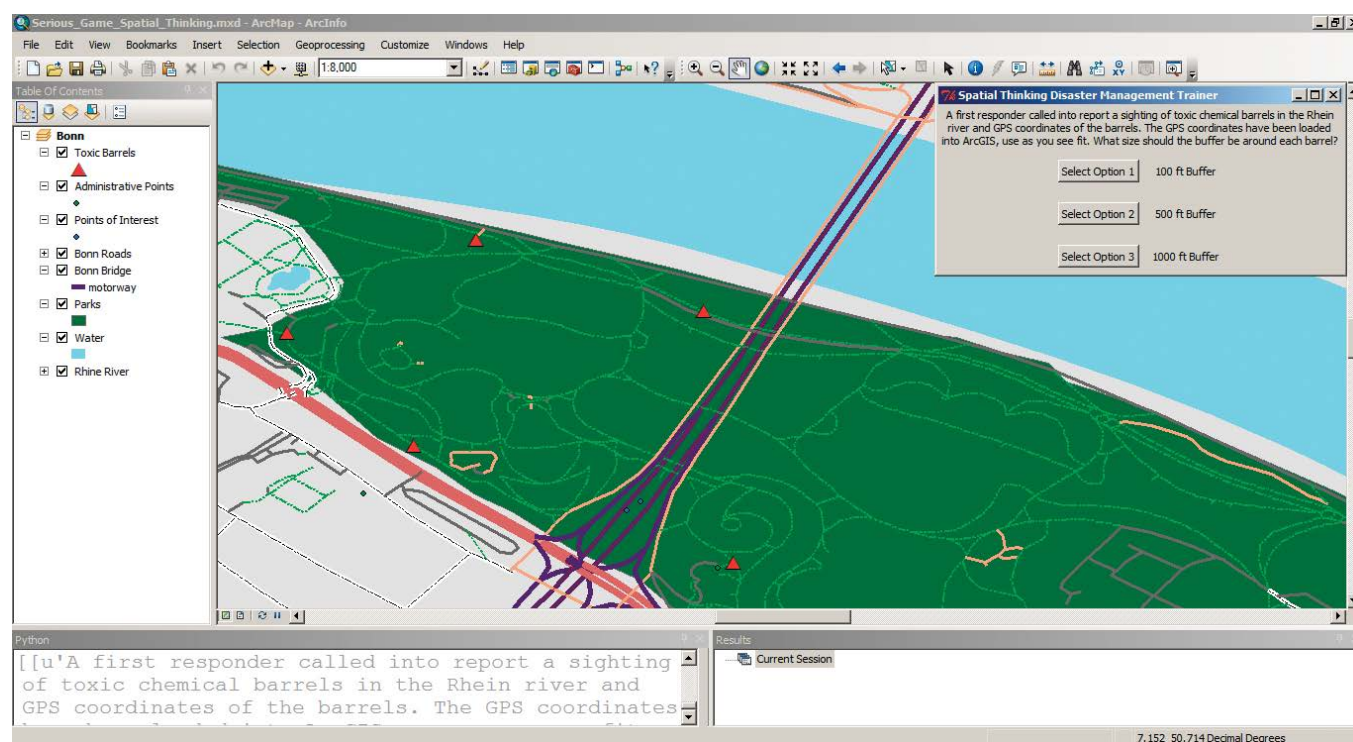 Serious_Game_Spatial_Thinking.mxd - ArcMap - ArcInfo
File Edit View Bookmarks Insert Selection Geoprocessing Customize Windows Help
1:8,000
Table Of Contents
Bonn
Toxic Barrels
Administrative Points
Points of Interest
Bonn Roads
Bonn Bridge
motorway
Parks
Water
Rhine River
Spatial Thinking Disaster Management Trainer
A first responder called into report a sighting of toxic chemical barrels in the Rhein
river and GPS coordinates of the barrels. The GPS coordinates have been loaded
into ArcGIS, use as you see fit. What size should the buffer be around each barrel?
Select Option 1 100 ft Buffer
Select Option 2 500 ft Buffer
Select Option 3 1000 ft Buffer
Python
[[u'A first responder called into report a sighting
of toxic chemical barrels in the Rhein river and
GPS coordinates of the barrels. The GPS coordinates
Results
Current Session
7.152 50.714 Decimal Degrees